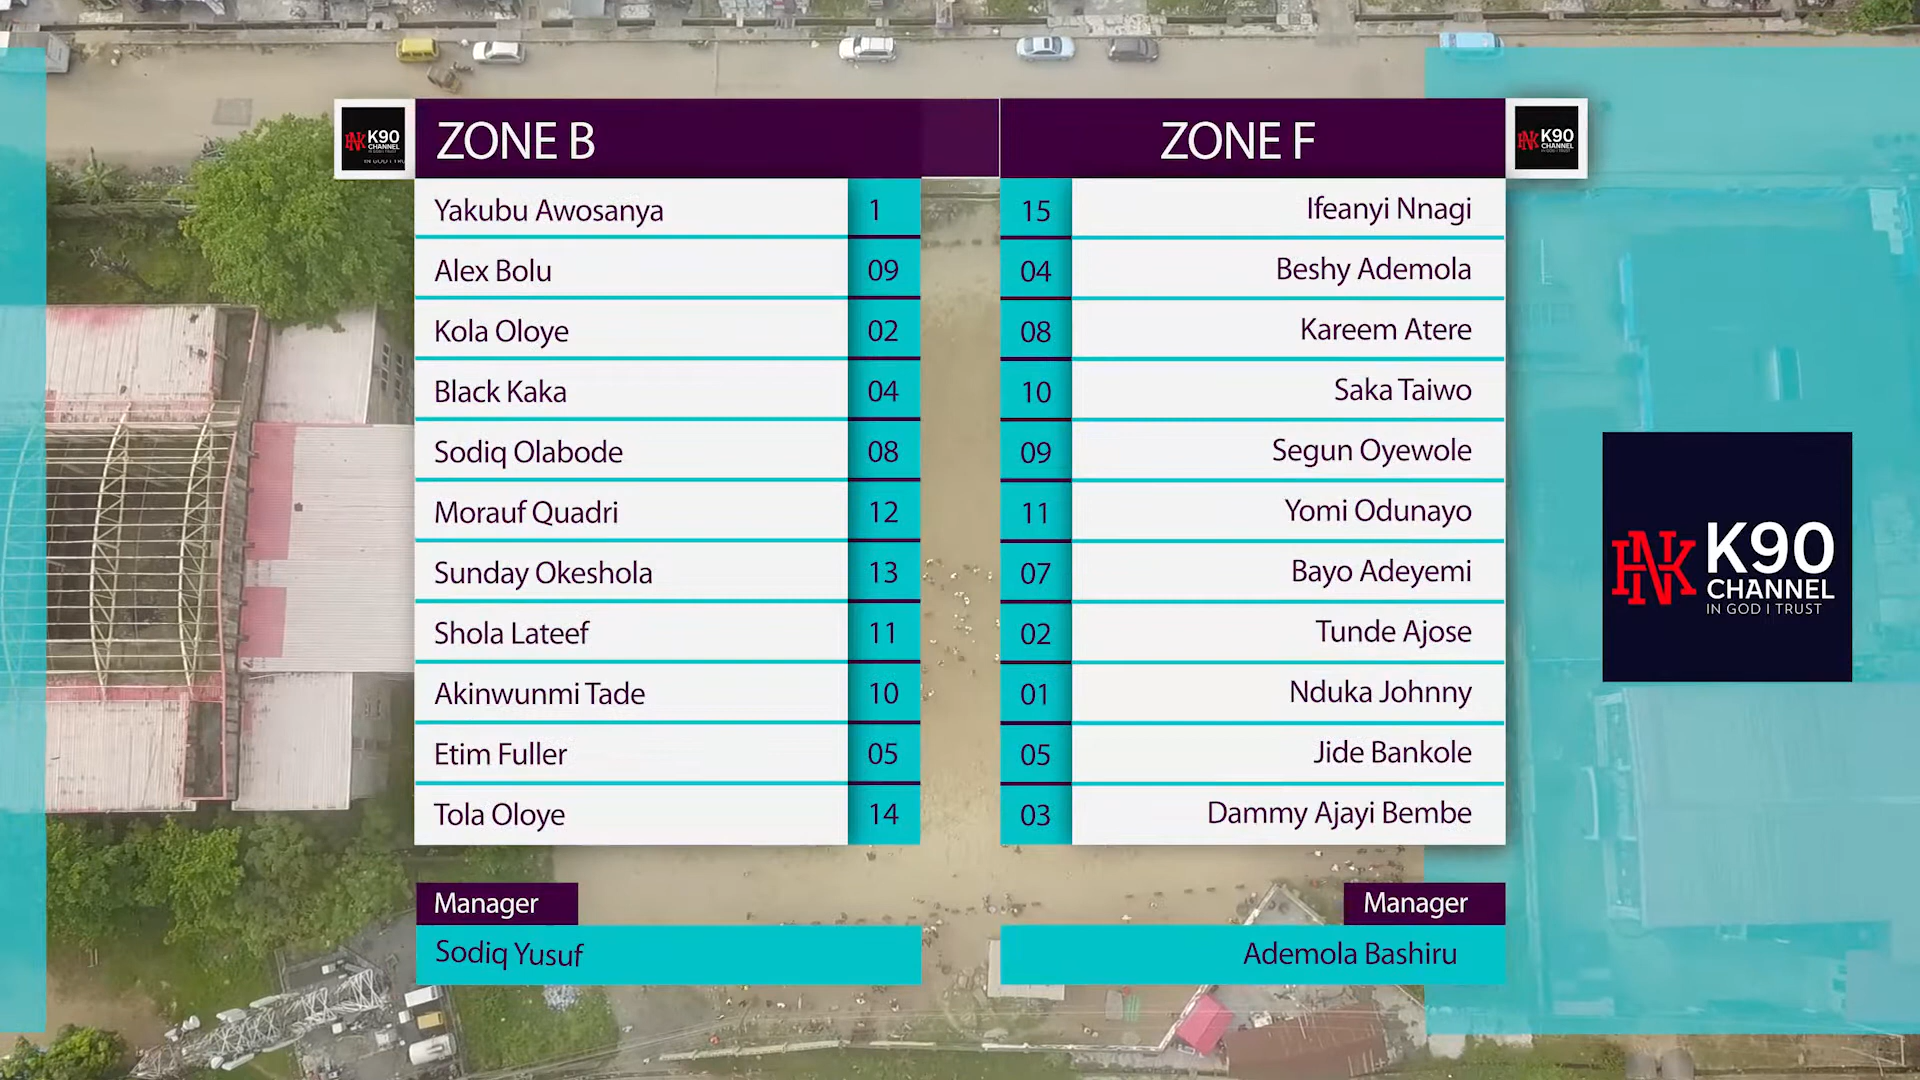 K90
CHANNEL
ZONE B
Yakubu Awosanya 1
Alex Bolu 09
Kola Oloye 02
Black Kaka 04
Sodiq Olabode 08
Morauf Quadri 12
Sunday Okeshola 13
Shola Lateef 11
Akinwunmi Tade 10
Etim Fuller 05
Tola Oloye 14
Manager
Sodiq Yusuf
ZONE F
K90
CHANNEL
IN GOD I TRUST
15 Ifeanyi Nnagi
04 Beshy Ademola
08 Kareem Atere
10 Saka Taiwo
09 Segun Oyewole
11 Yomi Odunayo
07 Bayo Adeyemi
02 Tunde Ajose
01 Nduka Johnny
05 Jide Bankole
03 Dammy Ajayi Bembe
Manager
Ademola Bashiru
K90
CHANNEL
IN GOD I TRUST